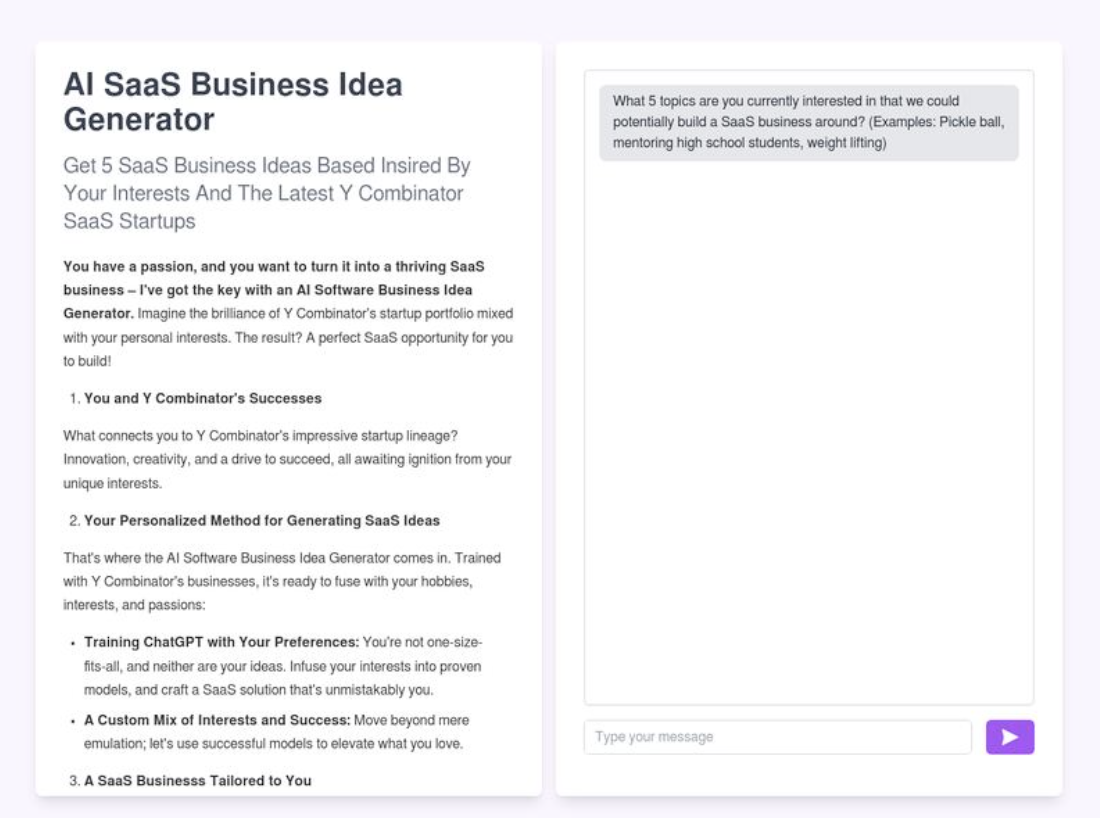 AI SaaS Business Idea
Generator
Get 5 SaaS Business Ideas Based Insired By
Your Interests And The Latest Y Combinator
SaaS Startups
You have a passion, and you want to turn it into a thriving SaaS
business – I've got the key with an AI Software Business Idea
Generator. Imagine the brilliance of Y Combinator's startup portfolio mixed
with your personal interests. The result? A perfect SaaS opportunity for you
to build!
1. You and Y Combinator's Successes
What connects you to Y Combinator's impressive startup lineage?
Innovation, creativity, and a drive to succeed, all awaiting ignition from your
unique interests.
2. Your Personalized Method for Generating SaaS Ideas
That's where the AI Software Business Idea Generator comes in. Trained
with Y Combinator's businesses, it's ready to fuse with your hobbies,
interests, and passions:
• Training ChatGPT with Your Preferences: You're not one-size-
fits-all, and neither are your ideas. Infuse your interests into proven
models, and craft a SaaS solution that's unmistakably you.
• A Custom Mix of Interests and Success: Move beyond mere
emulation; let's use successful models to elevate what you love.
3. A SaaS Businesss Tailored to You
What 5 topics are you currently interested in that we could
potentially build a SaaS business around? (Examples: Pickle ball,
mentoring high school students, weight lifting)
Type your message